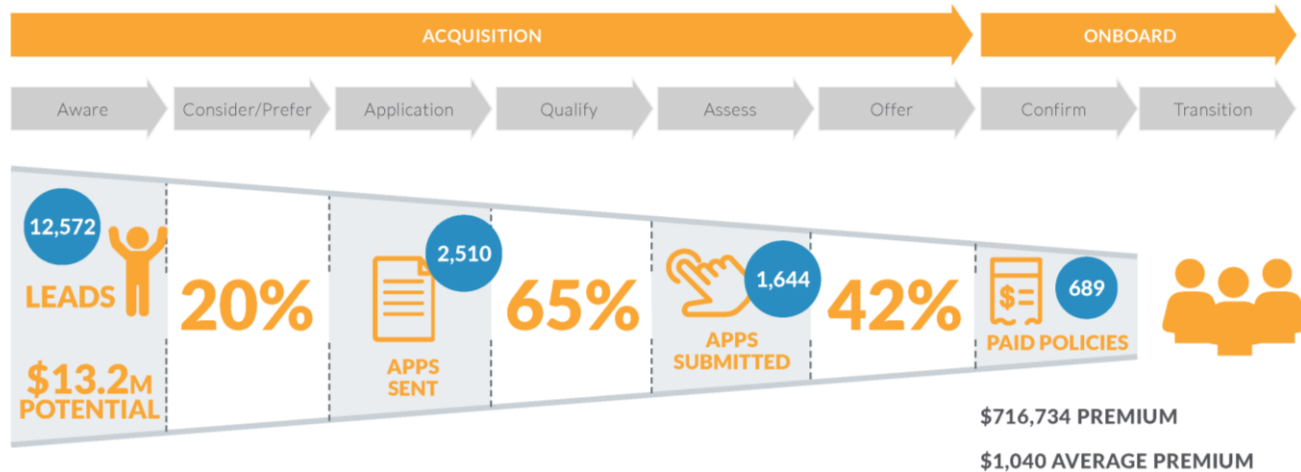 ACQUISITION
ONBOARD
Aware
Consider/Prefer
Application
Qualify
Assess
Offer
Confirm
Transition
12,572
LEADS
$13.2M
POTENTIAL
20%
2,510
APPS
SENT
65%
1,644
APPS
SUBMITTED
42%
$=
689
PAID POLICIES
$716,734 PREMIUM
$1,040 AVERAGE PREMIUM